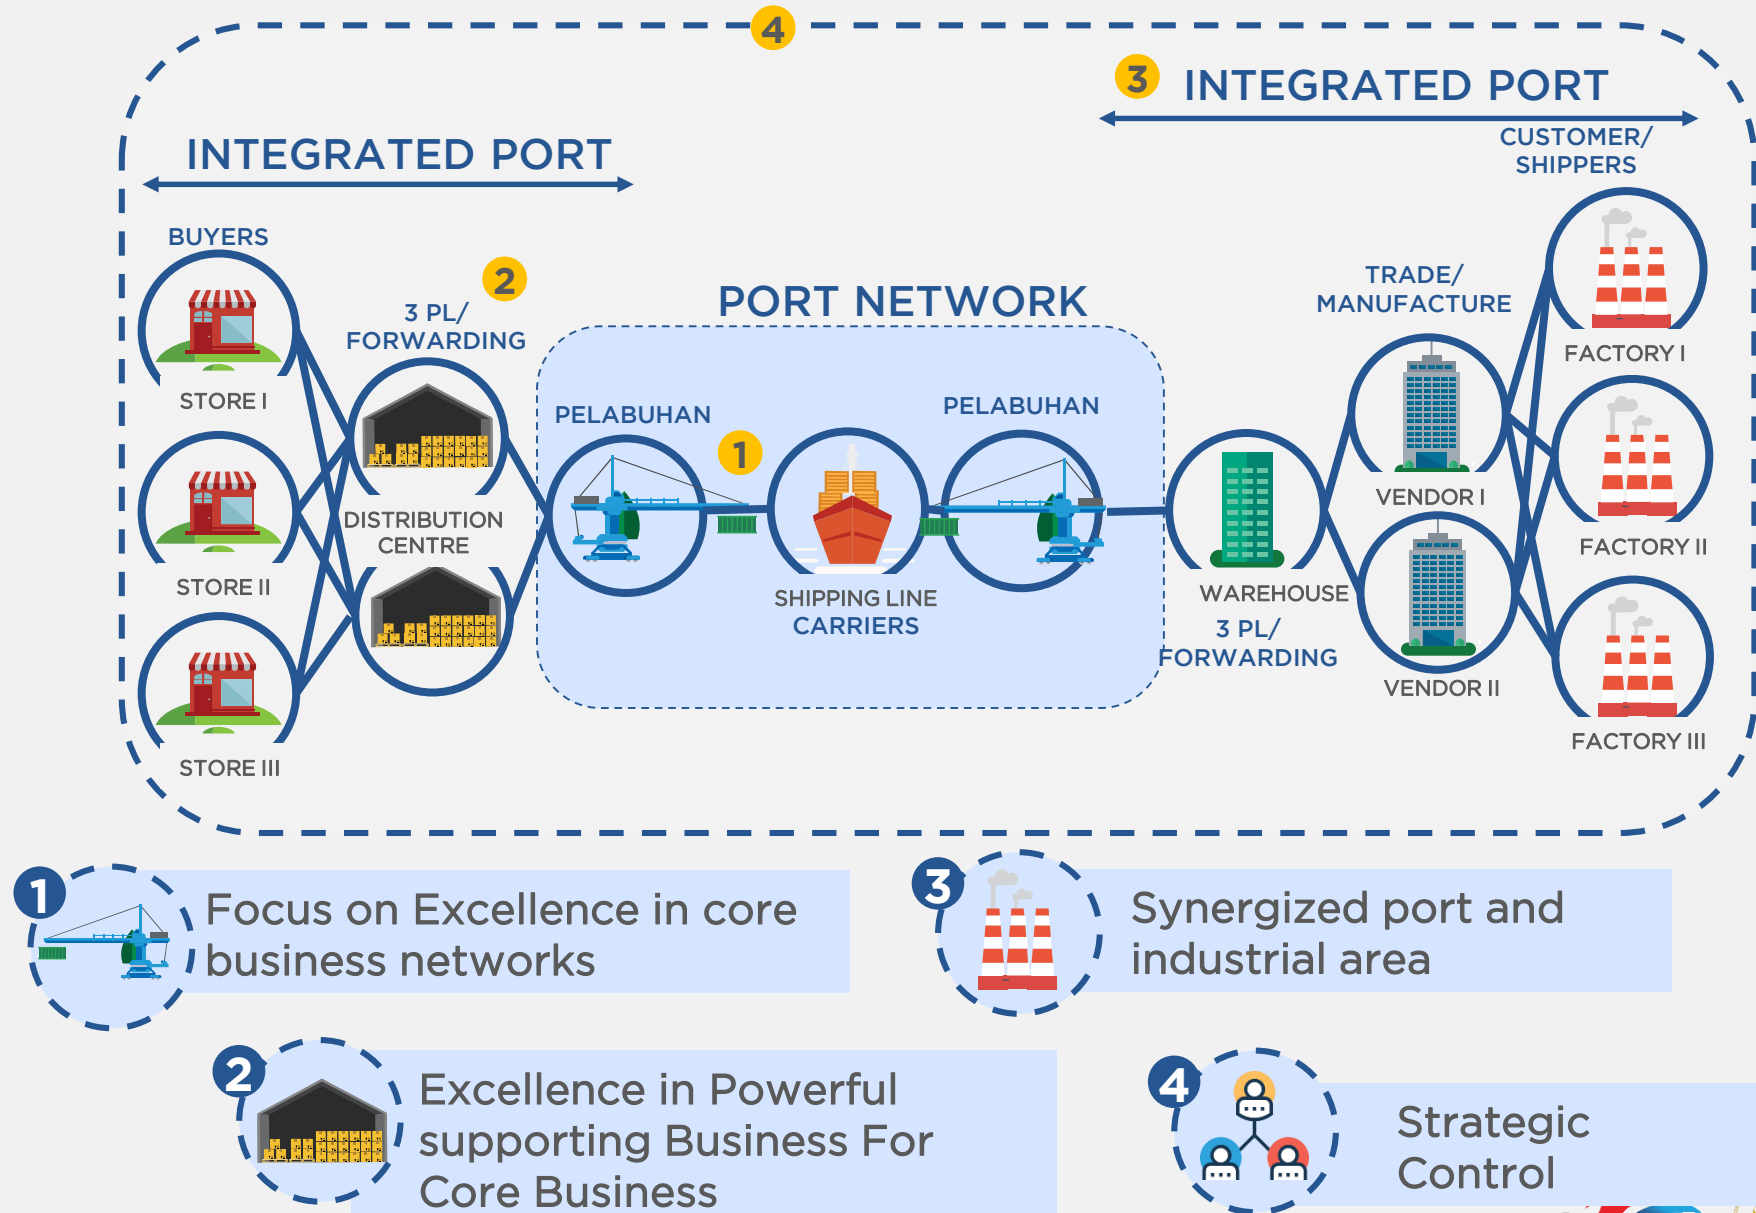 4
3
INTEGRATED PORT
CUSTOMER/
SHIPPERS
INTEGRATED PORT
BUYERS
STORE I
STORE II
STORE III
2
3 PL/
FORWARDING
DISTRIBUTION
CENTRE
PORT NETWORK
PELABUHAN
1
SHIPPING LINE
CARRIERS
PELABUHAN
WAREHOUSE
3 PL/
FORWARDING
TRADE/
MANUFACTURE
VENDOR I
VENDOR II
FACTORY I
FACTORY II
FACTORY III
1
Focus on Excellence in core
business networks
3
Synergized port and
industrial area
2
Excellence in Powerful
supporting Business For
Core Business
4
Strategic
Control